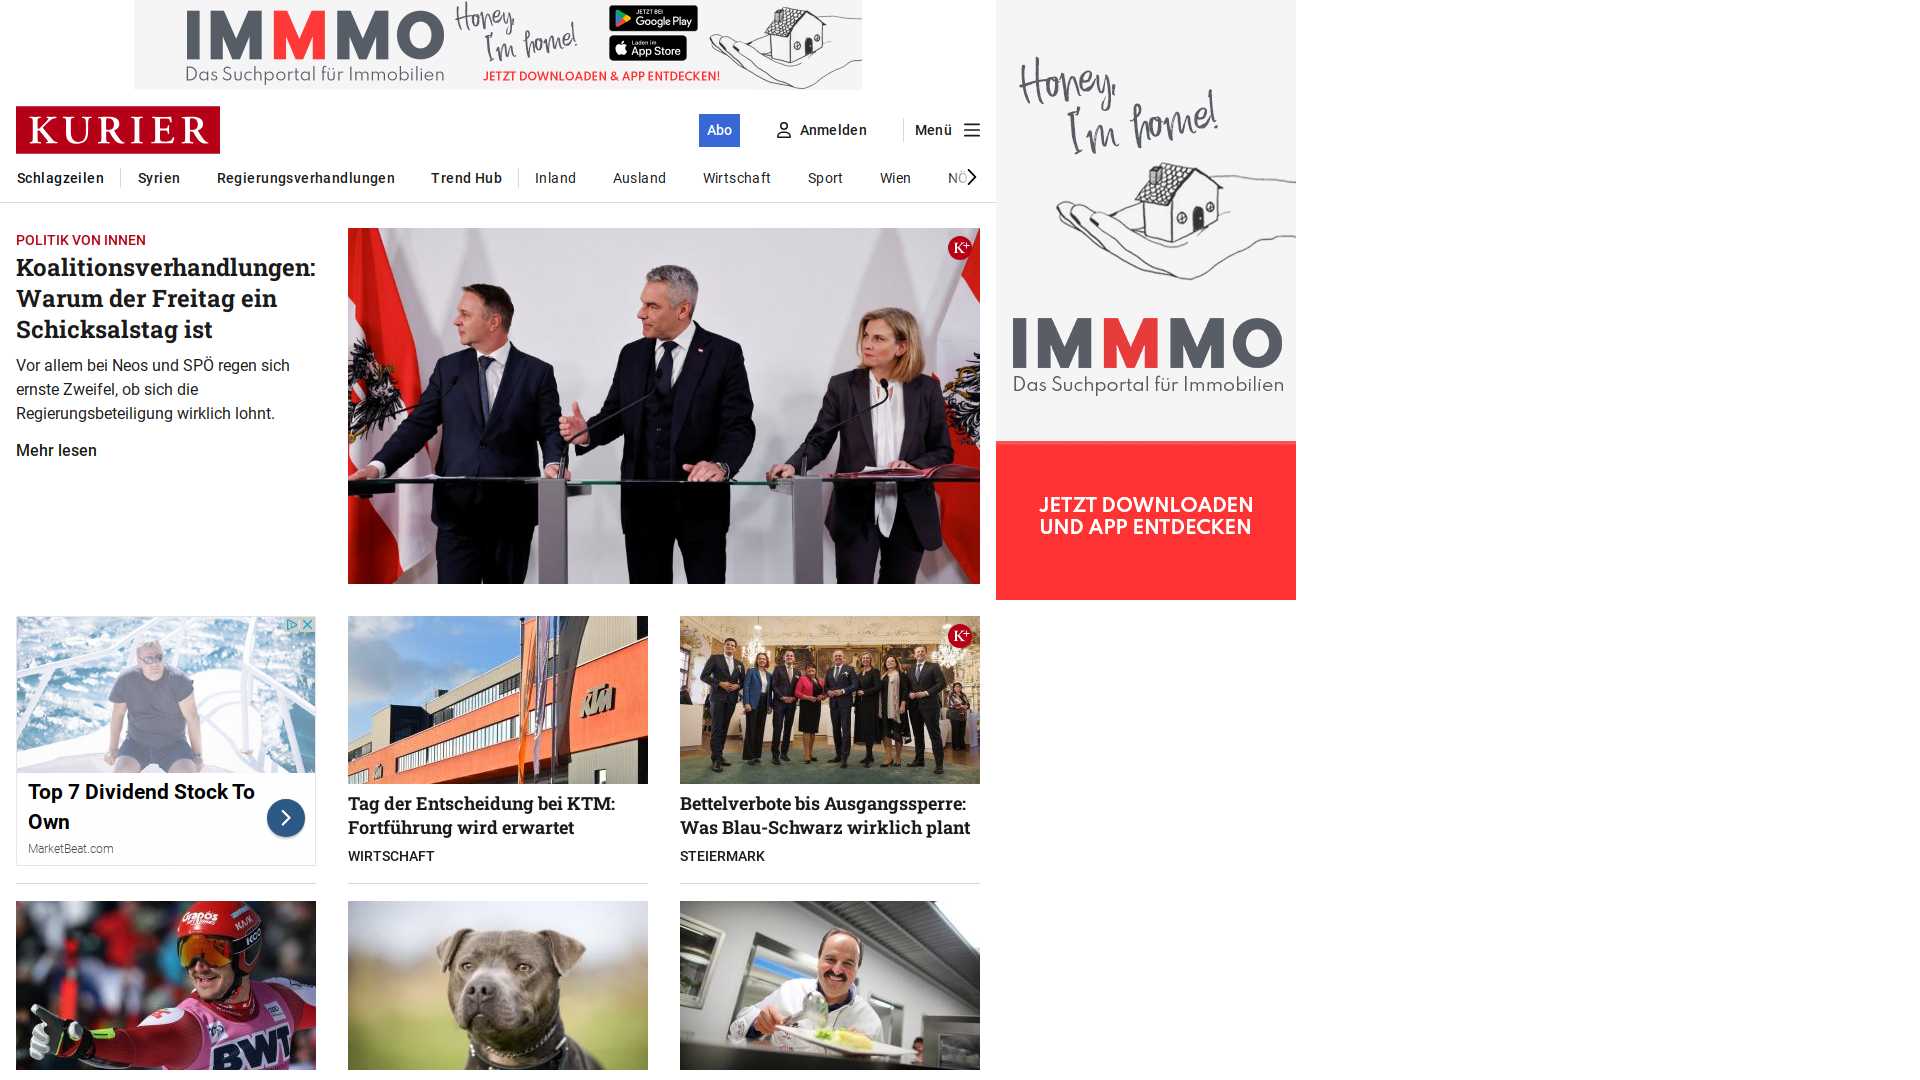 IMMMO
Das Suchportal für Immobilien
Honey,
I'm home!
JETZT BEI
Google Play
Laden im
App Store
JETZT DOWNLOADEN & APP ENTDECKEN!
Honey,
I'm home!
IMMMO
Das Suchportal für Immobilien
JETZT DOWNLOADEN
UND APP ENTDECKEN
KURIER
Abo
Anmelden
Menü
Schlagzeilen
Syrien
Regierungsverhandlungen
Trend Hub
Inland
Ausland
Wirtschaft
Sport
Wien
NÖ
POLITIK VON INNEN
Koalitionsverhandlungen:
Warum der Freitag ein
Schicksalstag ist
Vor allem bei Neos und SPÖ regen sich
ernste Zweifel, ob sich die
Regierungsbeteiligung wirklich lohnt.
Mehr lesen
K+
Top 7 Dividend Stock To
Own
MarketBeat.com
KTM
Tag der Entscheidung bei KTM:
Fortführung wird erwartet
WIRTSCHAFT
K+
Bettelverbote bis Ausgangssperre:
Was Blau-Schwarz wirklich plant
STEIERMARK
BWT